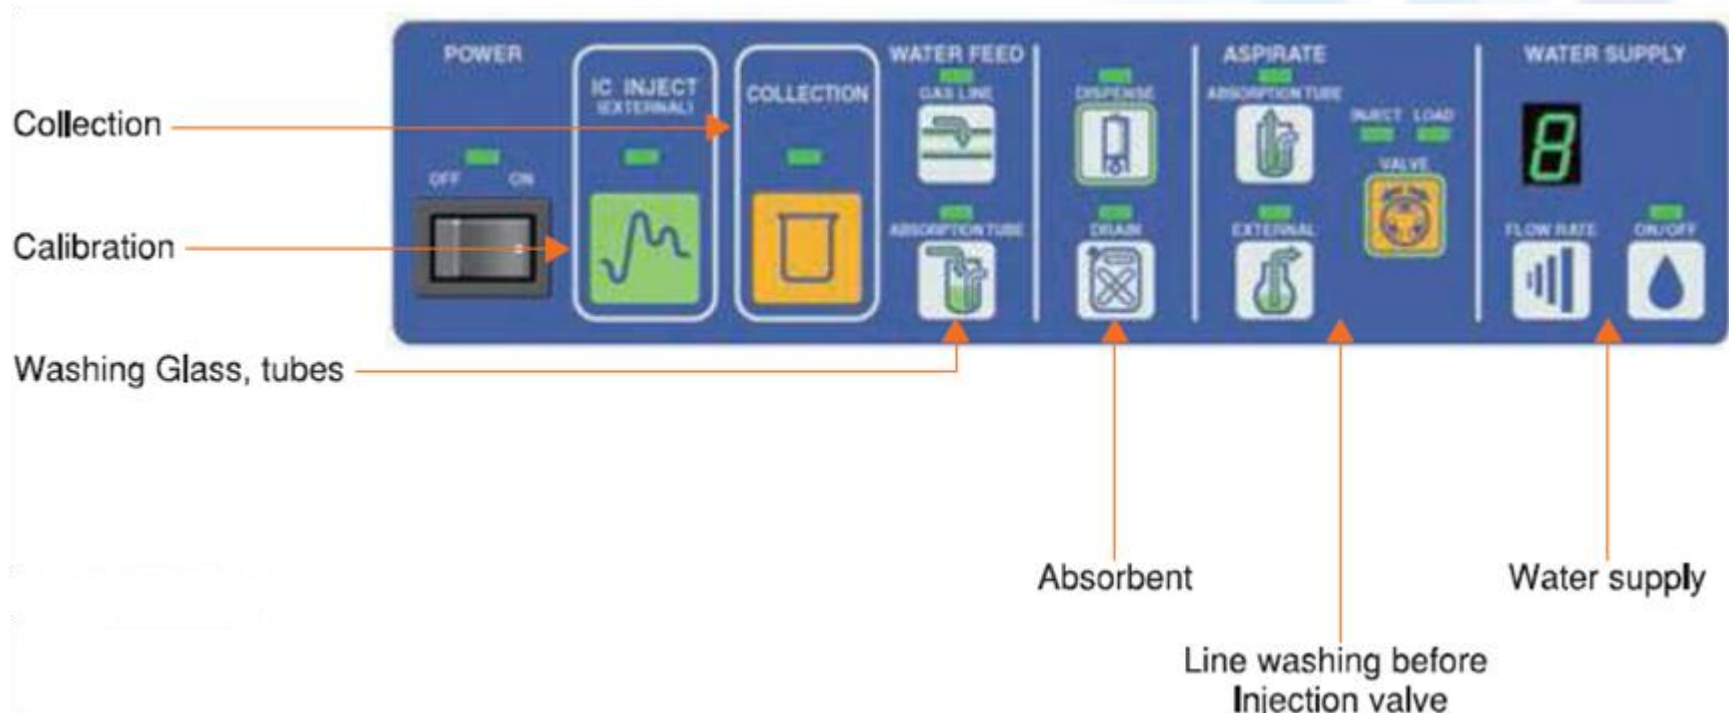 POWER
OFF ON
IC INJECT
(EXTERNAL)
COLLECTION
WATER FEED
GAS LINE
ABSORPTION TUBE
DISPENSE
DRAIN
ASPIRATE
ABSORPTION TUBE
EXTERNAL
INJECT LOAD
VALVE
WATER SUPPLY
8
FLOW RATE
ON/OFF
Collection
Calibration
Washing Glass, tubes
Absorbent
Line washing before
Injection valve
Water supply